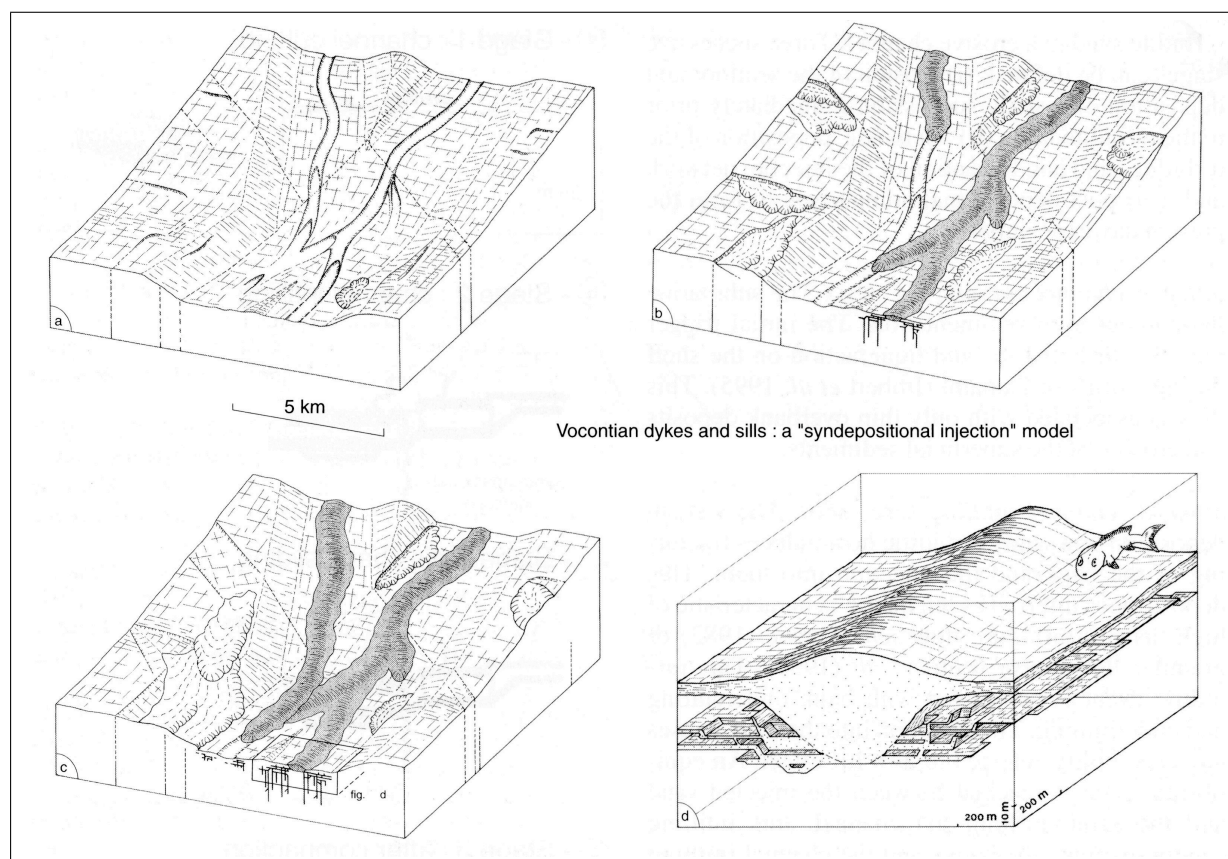 a
b
5 km
Vocontian dykes and sills : a "syndepositional injection" model
c
fig. d
d
200 m
10 m
200 m